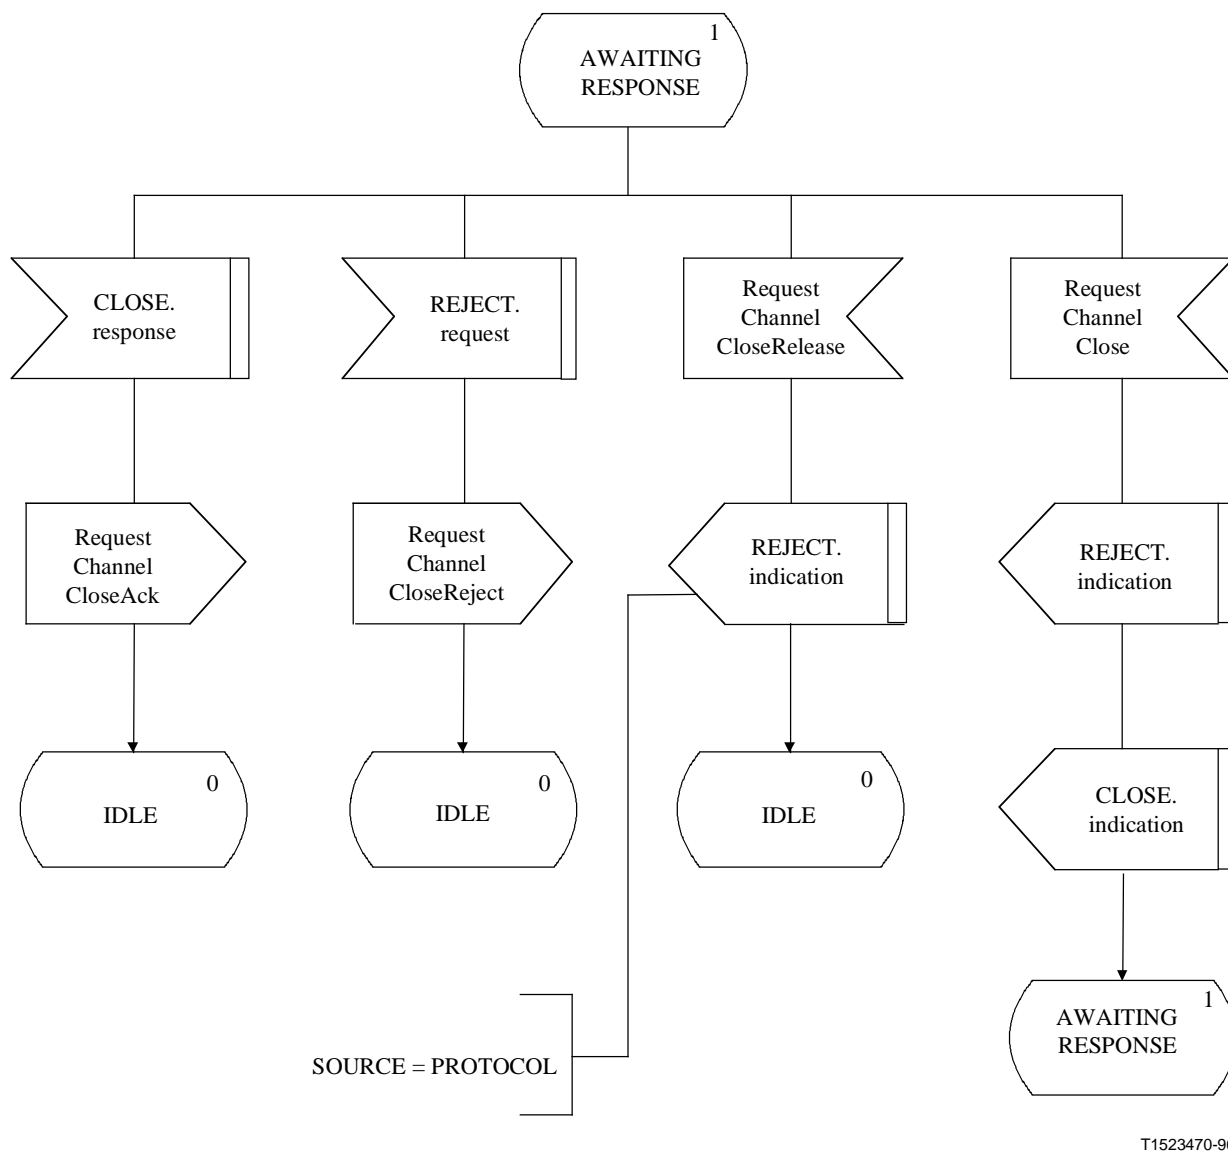 1
AWAITING
RESPONSE
CLOSE.
response
REJECT.
request
Request
Channel
CloseRelease
Request
Channel
Close
Request
Channel
CloseAck
Request
Channel
CloseReject
REJECT.
indication
REJECT.
indication
0
IDLE
0
IDLE
0
IDLE
CLOSE.
indication
1
AWAITING
RESPONSE
SOURCE = PROTOCOL